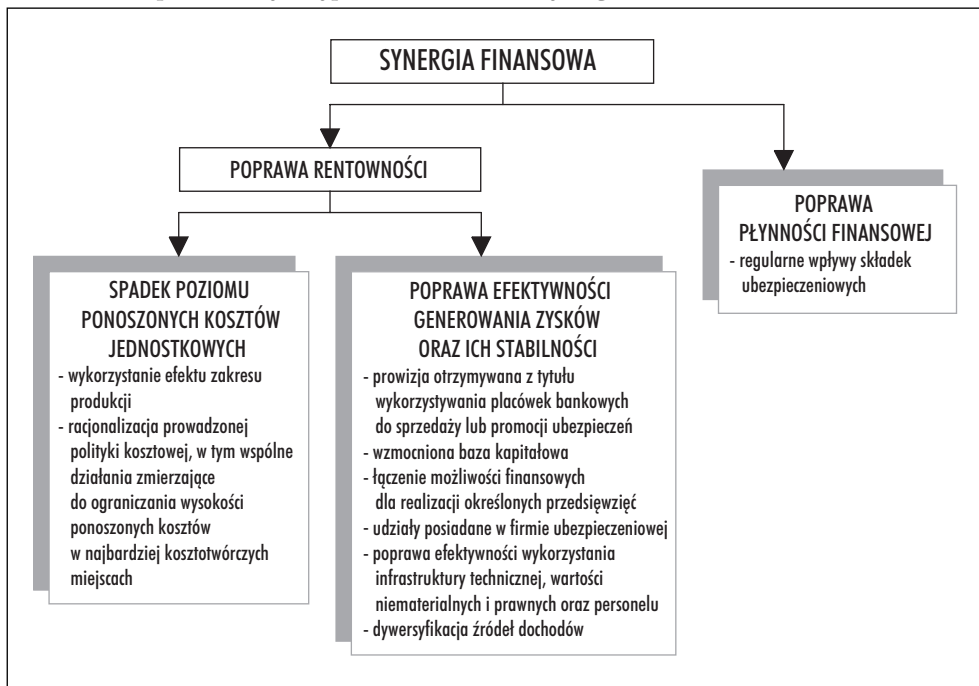 SYNERGIA FINANSOWA
POPRAWA RENTOWNOŚCI
POPRAWA
PŁYNNOŚCI FINANSOWEJ
- regularne wpływy składek
ubezpieczeniowych
SPADEK POZIOMU
PONOSZONYCH KOSZTÓW
JEDNOSTKOWYCH
- wykorzystanie efektu zakresu
produkcji
- racjonalizacja prowadzonej
polityki kosztowej, w tym wspólne
działania zmierzające
do ograniczania wysokości
ponoszonych kosztów
w najbardziej kosztotwórczych
miejscach
POPRAWA EFEKTYWNOŚCI
GENEROWANIA ZYSKÓW
ORAZ ICH STABILNOŚCI
- prowizja otrzymywana z tytułu
wykorzystywania placówek bankowych
do sprzedaży lub promocji ubezpieczeń
- wzmocniona baza kapitałowa
- łączenie możliwości finansowych
dla realizacji określonych przedsięwzięć
- udziały posiadane w firmie ubezpieczeniowej
- poprawa efektywności wykorzystania
infrastruktury technicznej, wartości
niematerialnych i prawnych oraz personelu
- dywersyfikacja źródeł dochodów